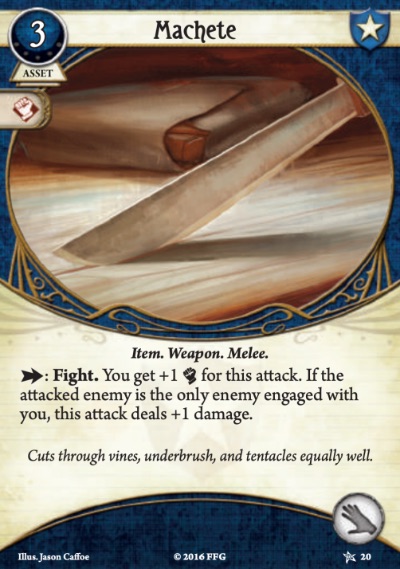 3
Machete
ASSET
Item. Weapon. Melee.
: Fight. You get +1 for this attack. If the
attacked enemy is the only enemy engaged with
you, this attack deals +1 damage.
Cuts through vines, underbrush, and tentacles equally well.
Illus. Jason Caffoe
© 2016 FFG
20